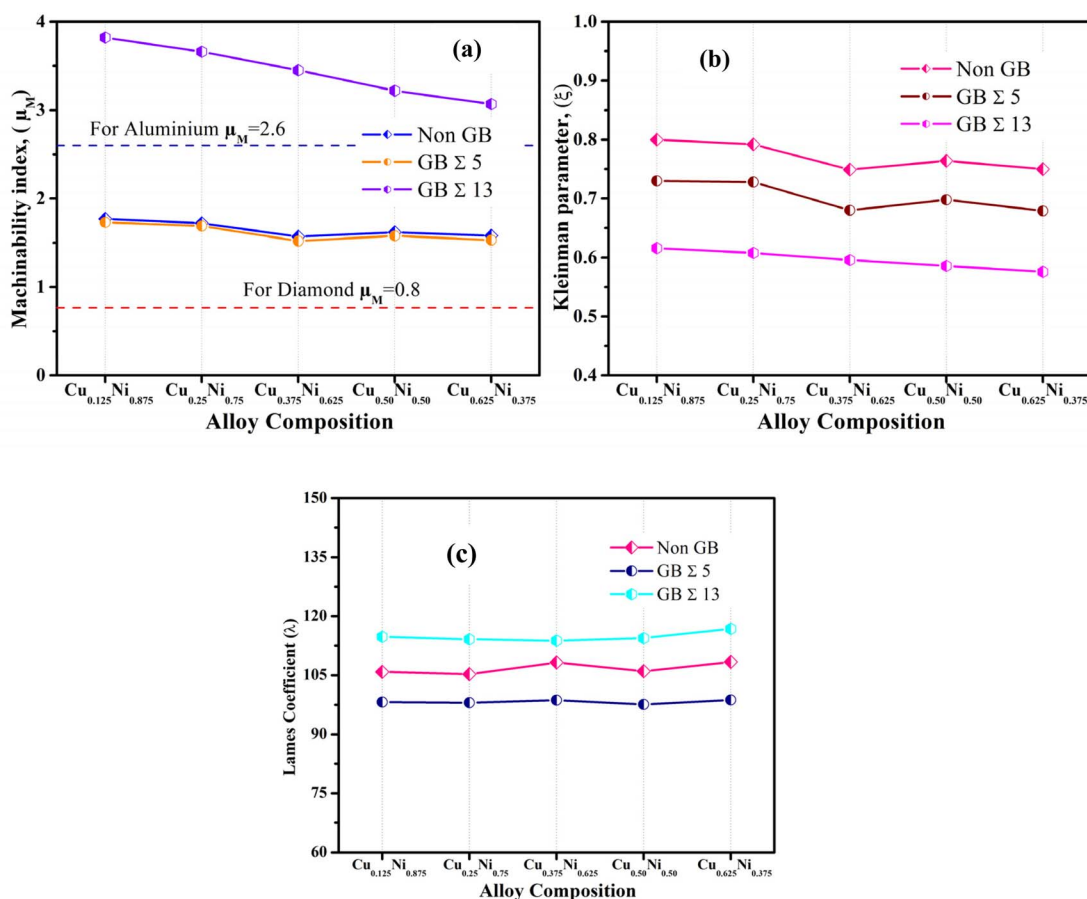 (a)
Machinability index, ( μM)
4
3
2
1
0
For Aluminium μM=2.6
Non GB
GB Σ 5
GB Σ 13
For Diamond μM=0.8
Cu0.125Ni0.875
Cu0.25Ni0.75
Cu0.375Ni0.625
Cu0.50Ni0.50
Cu0.625Ni0.375
Alloy Composition
(b)
Kleinman parameter, (ξ)
1.0
0.9
0.8
0.7
0.6
0.5
0.4
Non GB
GB Σ 5
GB Σ 13
Cu0.125Ni0.875
Cu0.25Ni0.75
Cu0.375Ni0.625
Cu0.50Ni0.50
Cu0.625Ni0.375
Alloy Composition
(c)
Lames Coefficient (λ)
150
135
120
105
90
75
60
Non GB
GB Σ 5
GB Σ 13
Cu0.125Ni0.875
Cu0.25Ni0.75
Cu0.375Ni0.625
Cu0.50Ni0.50
Cu0.625Ni0.375
Alloy Composition